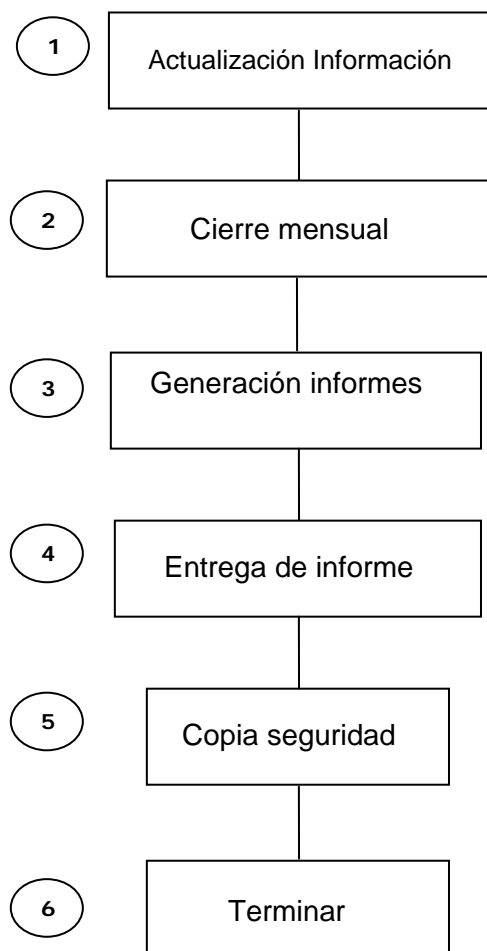 1
Actualización Información
2
Cierre mensual
3
Generación informes
4
Entrega de informe
5
Copia seguridad
6
Terminar